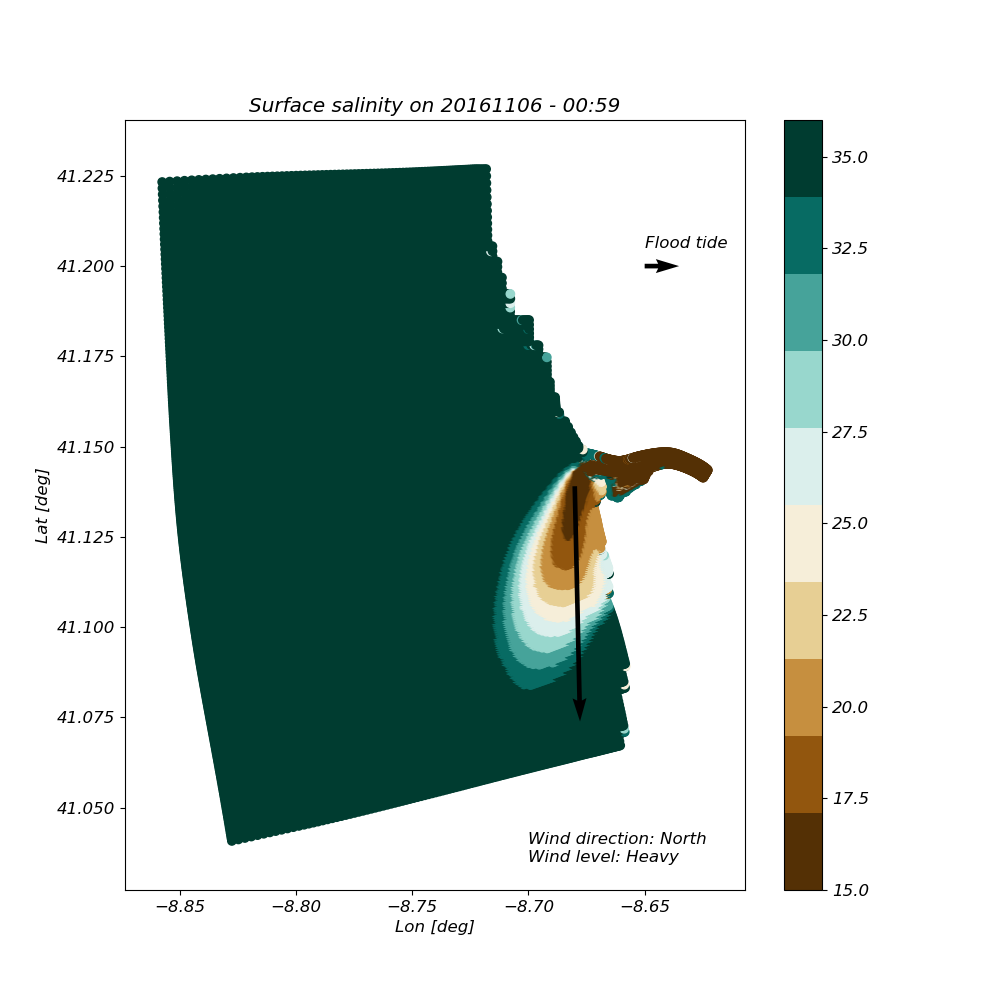 Surface salinity on 20161106 - 00:59
41.225
41.200
41.175
41.150
41.125
41.100
41.075
41.050
Lat [deg]
Flood tide
Wind direction: North
Wind level: Heavy
−8.85 −8.80 −8.75 −8.70 −8.65
Lon [deg]
35.0
32.5
30.0
27.5
25.0
22.5
20.0
17.5
15.0